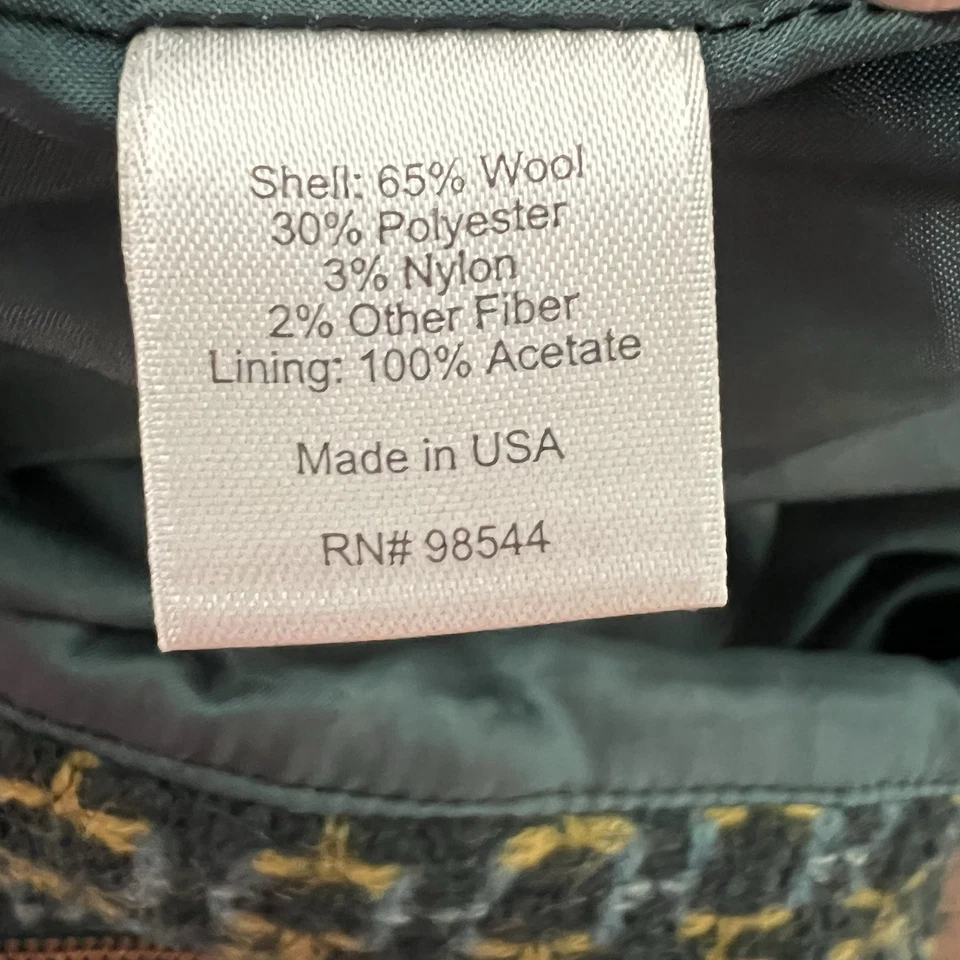 Shell: 65% Wool
30% Polyester
3% Nylon
2% Other Fiber
Lining: 100% Acetate
Made in USA
RN# 98544